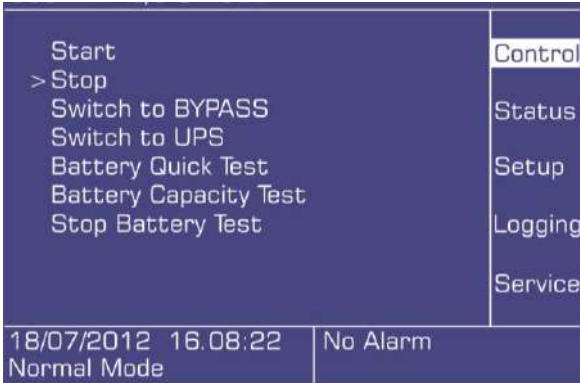 Start
>Stop
Switch to BYPASS
Switch to UPS
Battery Quick Test
Battery Capacity Test
Stop Battery Test
Control
Status
Setup
Logging
Service
18/07/2012 16.08:22
Normal Mode
No Alarm